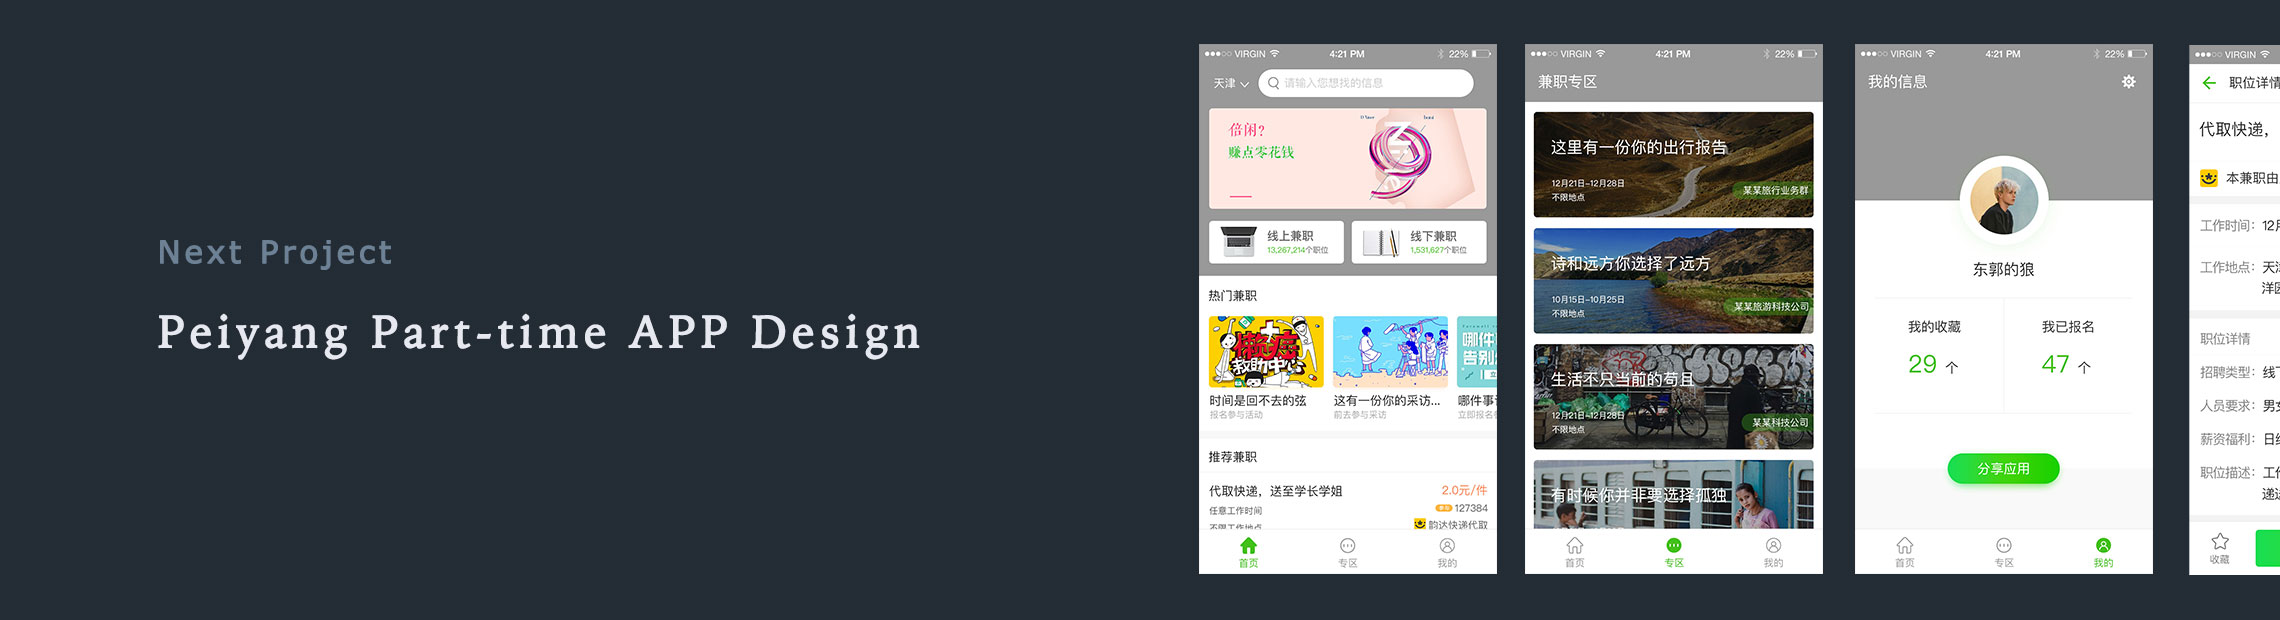 Next Project
Peiyang Part-time APP Design
VIRGIN 4:21 PM 22%
天津 请输入您想找的信息
倍闲?
赚点零花钱
线上兼职
13,267,214个职位
线下兼职
1,531,627个职位
热门兼职
懒癌
救助中心
哪件
告别
时间是回不去的弦
报名参与活动
这有一份你的采访...
前去参与采访
哪件事
立即报名
推荐兼职
代取快递，送至学长学姐 2.0元/件
任意工作时间 127384
不限工作地点 韵达快递代取
首页 专区 我的
VIRGIN 4:21 PM 22%
兼职专区
这里有一份你的出行报告
12月21日-12月28日
不限地点
某某旅行业务群
诗和远方你选择了远方
10月15日-10月25日
不限地点
某某旅游科技公司
生活不只当前的苟且
12月21日-12月28日
不限地点
某某科技公司
有时候你并非要选择孤独
首页 专区 我的
VIRGIN 4:21 PM 22%
我的信息
东郭的狼
我的收藏
29 个
我已报名
47 个
分享应用
首页 专区 我的
VIRGIN
职位详情
代取快递，
本兼职由
工作时间： 12月
工作地点： 天津
洋园
职位详情
招聘类型： 线下
人员要求： 男女
薪资福利： 日结
职位描述： 工作
递送
收藏